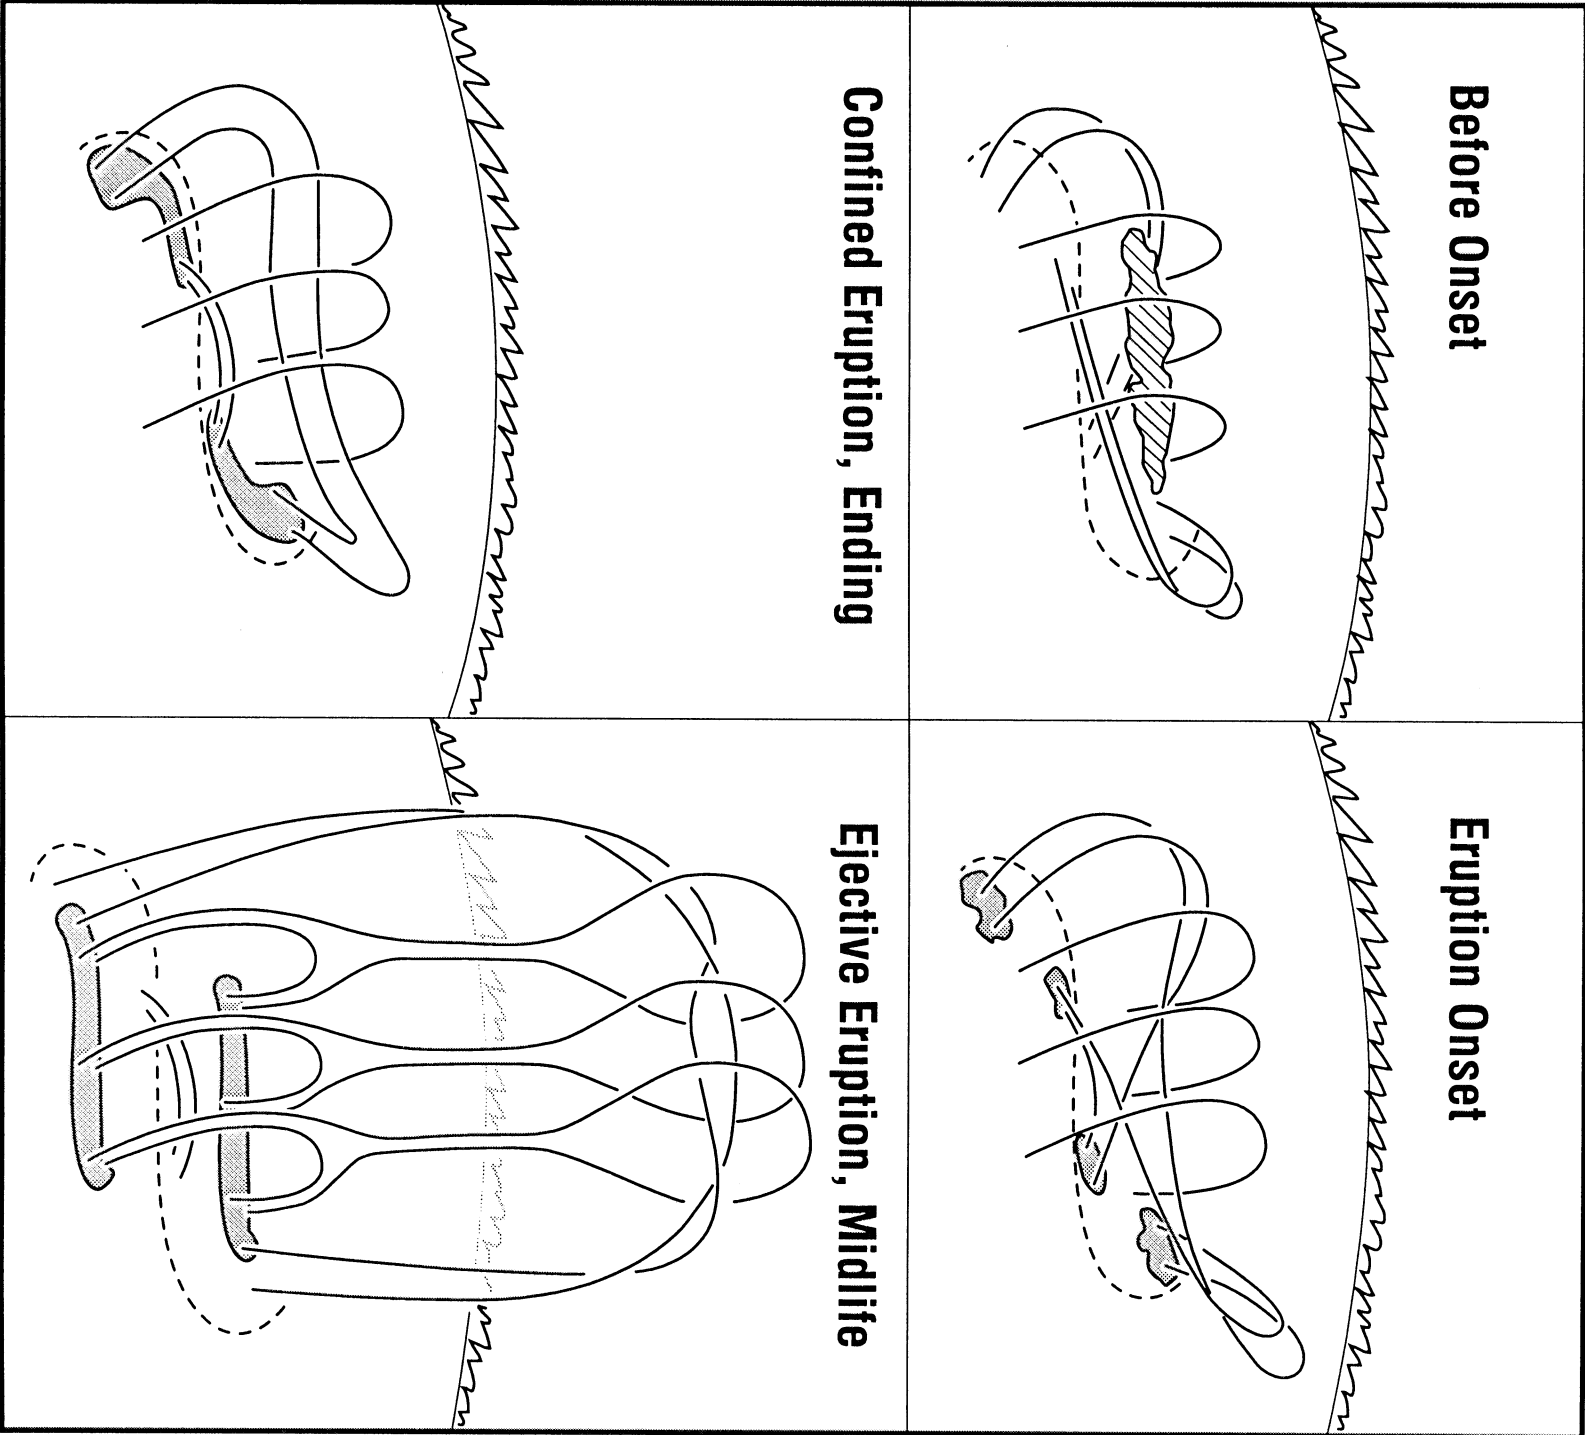 Before Onset
Eruption Onset
Confined Eruption, Ending
Ejective Eruption, Midlife